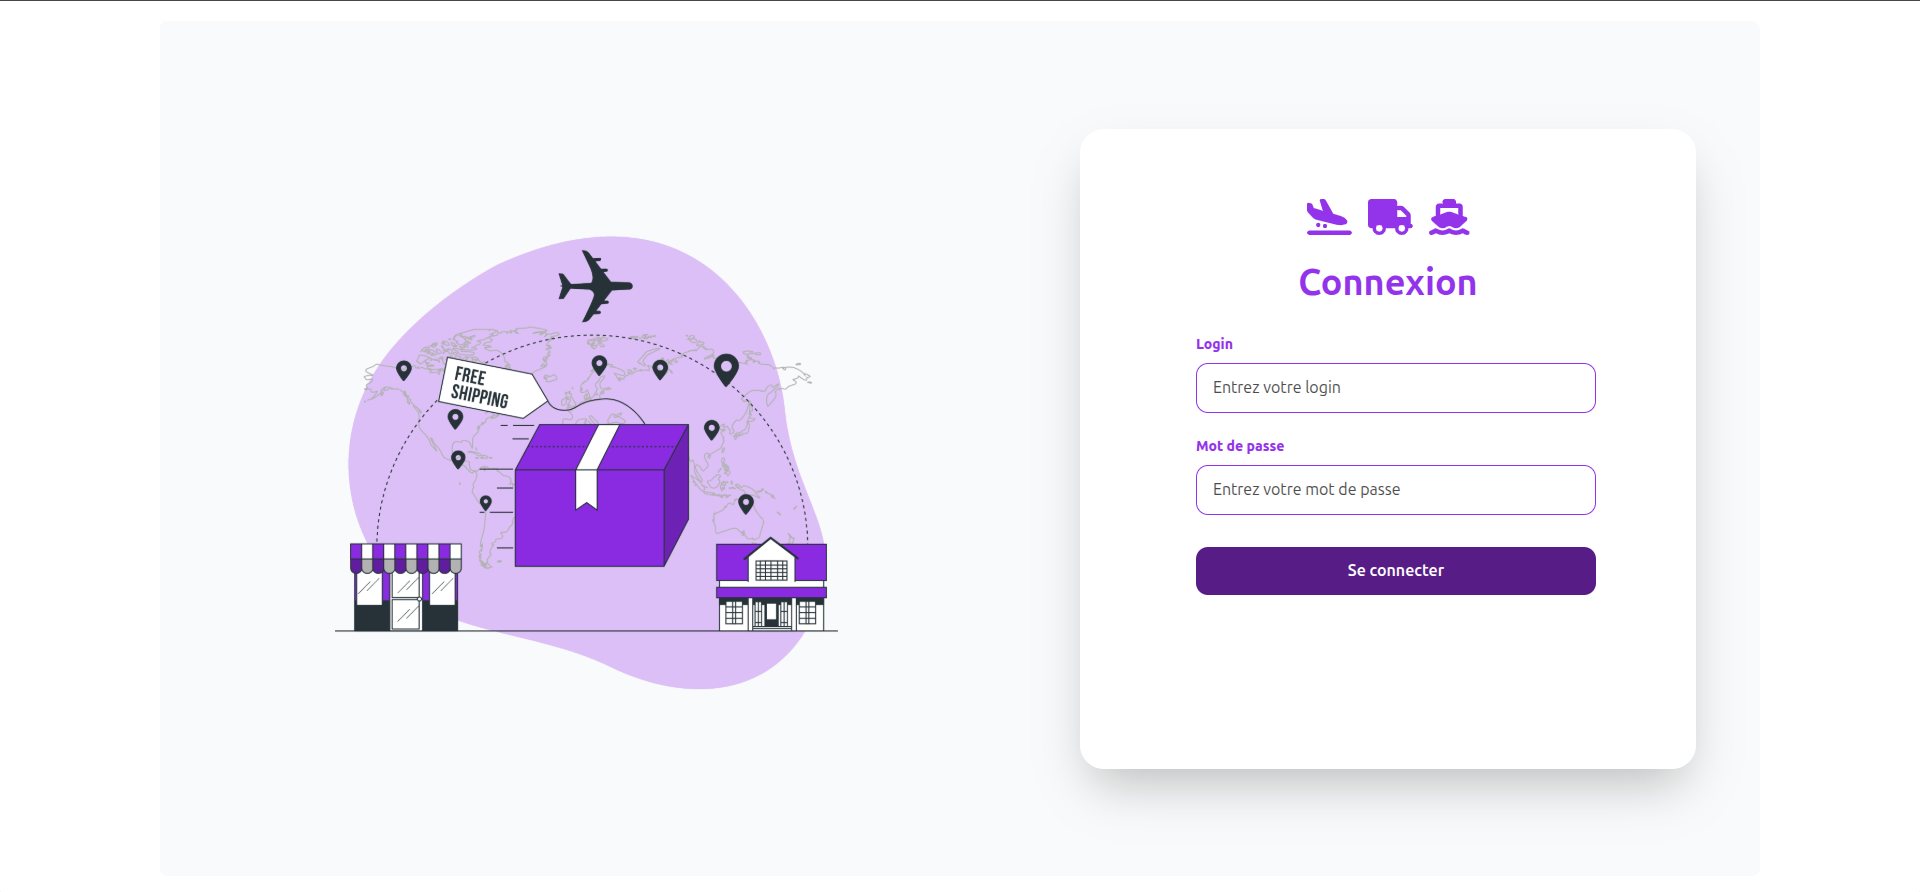 FREE
SHIPPING
Connexion
Login
Entrez votre login
Mot de passe
Entrez votre mot de passe
Se connecter